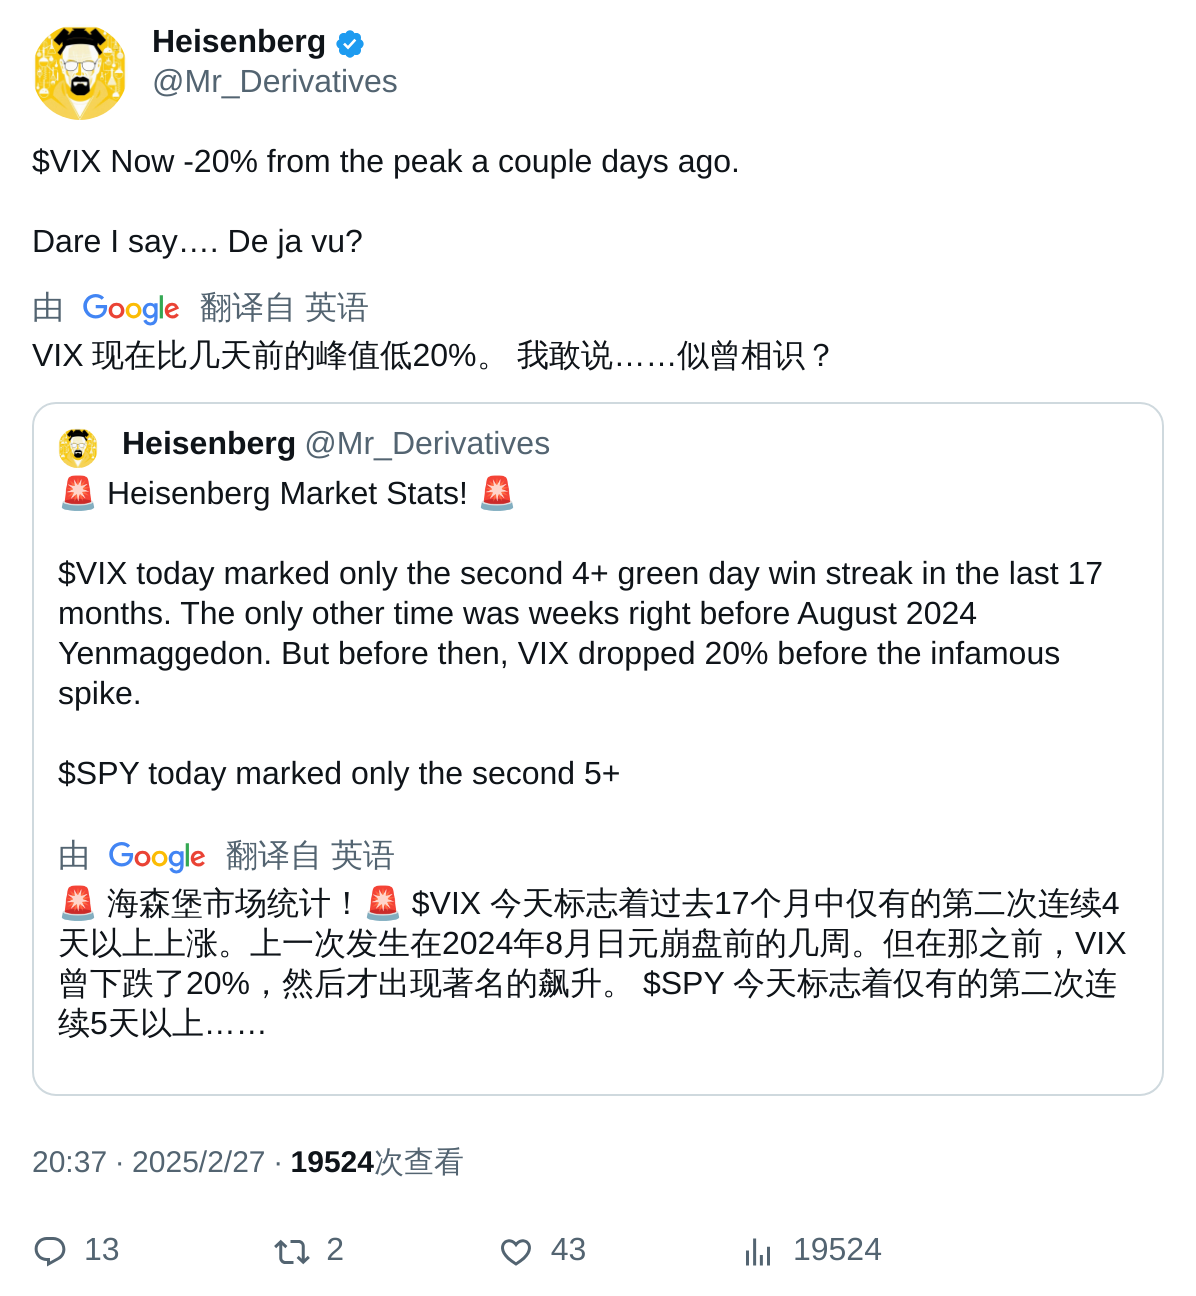 Heisenberg
@Mr_Derivatives
$VIX Now -20% from the peak a couple days ago.
Dare I say…. De ja vu?
由 Google 翻译自 英语
VIX 现在比几天前的峰值低20%。 我敢说……似曾相识？
Heisenberg @Mr_Derivatives
🚨 Heisenberg Market Stats! 🚨
$VIX today marked only the second 4+ green day win streak in the last 17
months. The only other time was weeks right before August 2024
Yenmaggedon. But before then, VIX dropped 20% before the infamous
spike.
$SPY today marked only the second 5+
由 Google 翻译自 英语
🚨 海森堡市场统计！🚨 $VIX 今天标志着过去17个月中仅有的第二次连续4
天以上上涨。上一次发生在2024年8月日元崩盘前的几周。但在那之前，VIX
曾下跌了20%，然后才出现著名的飙升。 $SPY 今天标志着仅有的第二次连
续5天以上……
20:37 · 2025/2/27 · 19524次查看
13 2 43 19524